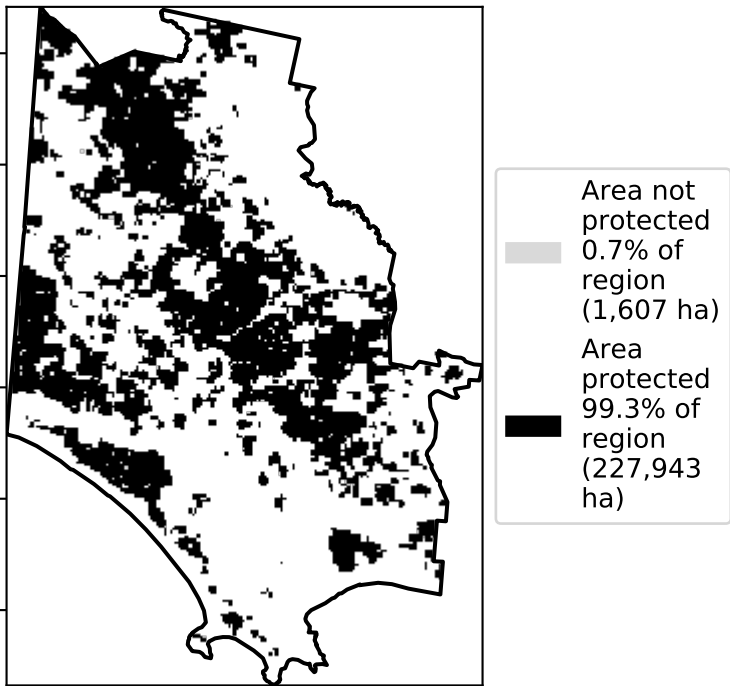 Area not
protected
0.7% of
region
(1,607 ha)
Area
protected
99.3% of
region
(227,943
ha)